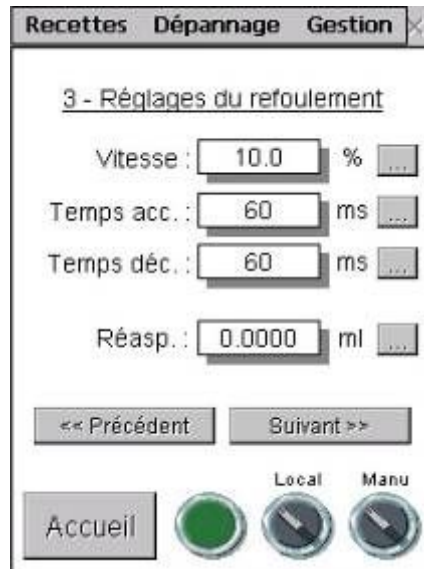 Recettes Dépannage Gestion X
3 - Réglages du refoulement
Vitesse : 10.0 % ...
Temps acc. : 60 ms ...
Temps déc. : 60 ms ...
Réasp. : 0.0000 ml ...
<< Précédent Suivant >>
Local Manu
Accueil